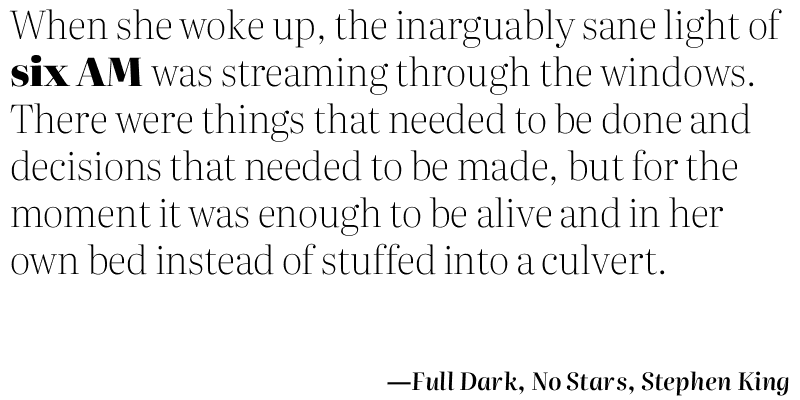 When she woke up, the inarguably sane light of
six AM was streaming through the windows.
There were things that needed to be done and
decisions that needed to be made, but for the
moment it was enough to be alive and in her
own bed instead of stuffed into a culvert.
—Full Dark, No Stars, Stephen King